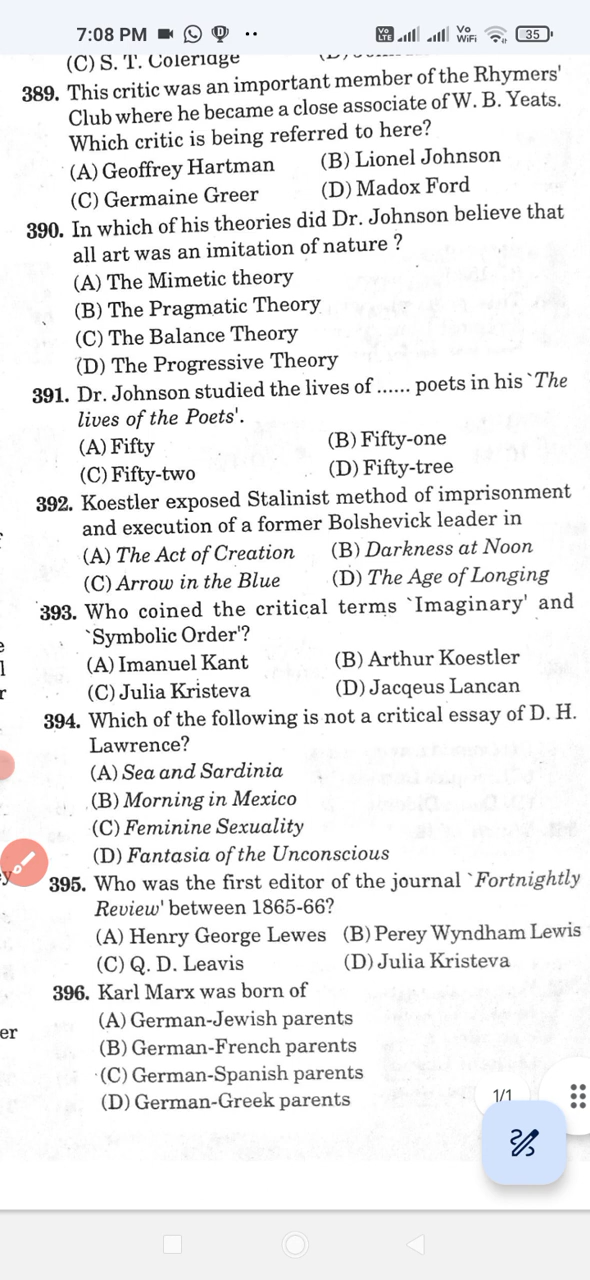 7:08 PM
Vo LTE Vo WiFi 35
(C) S. T. Coleridge
389. This critic was an important member of the Rhymers'
Club where he became a close associate of W. B. Yeats.
Which critic is being referred to here?
(A) Geoffrey Hartman (B) Lionel Johnson
(C) Germaine Greer (D) Madox Ford
390. In which of his theories did Dr. Johnson believe that
all art was an imitation of nature ?
(A) The Mimetic theory
(B) The Pragmatic Theory
(C) The Balance Theory
(D) The Progressive Theory
391. Dr. Johnson studied the lives of ...... poets in his `The
lives of the Poets'.
(A) Fifty (B) Fifty-one
(C) Fifty-two (D) Fifty-tree
392. Koestler exposed Stalinist method of imprisonment
and execution of a former Bolshevick leader in
(A) The Act of Creation (B) Darkness at Noon
(C) Arrow in the Blue (D) The Age of Longing
393. Who coined the critical terms `Imaginary' and
`Symbolic Order'?
(A) Imanuel Kant (B) Arthur Koestler
(C) Julia Kristeva (D) Jacqeus Lancan
394. Which of the following is not a critical essay of D. H.
Lawrence?
(A) Sea and Sardinia
(B) Morning in Mexico
(C) Feminine Sexuality
(D) Fantasia of the Unconscious
395. Who was the first editor of the journal `Fortnightly
Review' between 1865-66?
(A) Henry George Lewes (B) Perey Wyndham Lewis
(C) Q. D. Leavis (D) Julia Kristeva
396. Karl Marx was born of
(A) German-Jewish parents
(B) German-French parents
(C) German-Spanish parents
(D) German-Greek parents
er
1/1